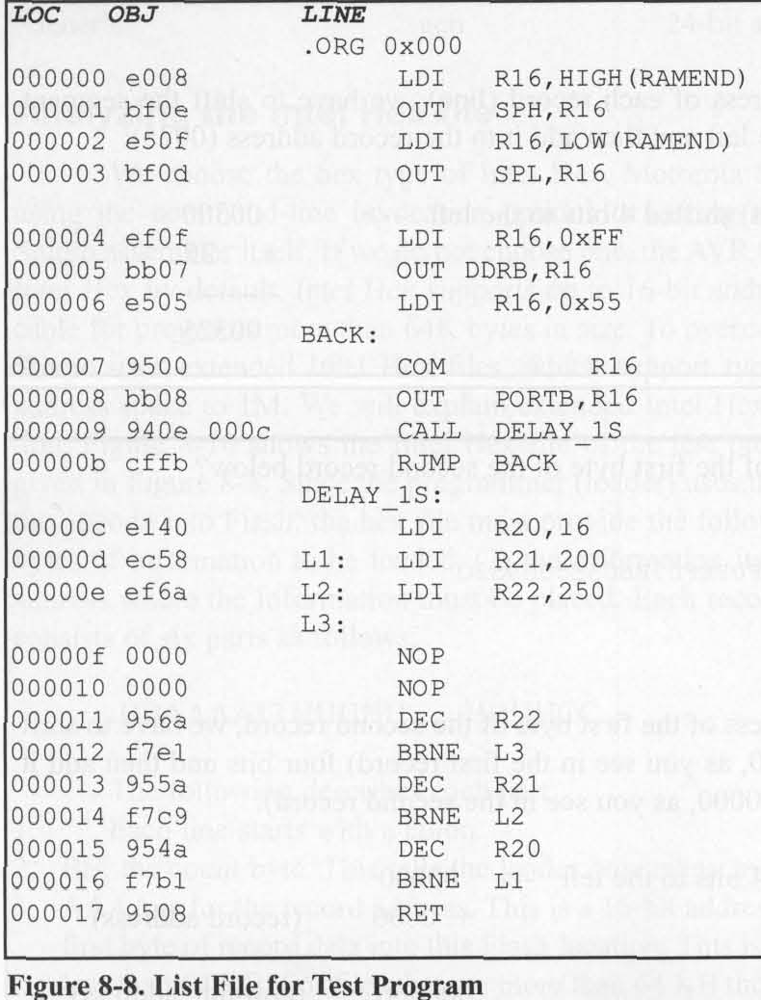 LOC OBJ LINE
.ORG 0x000
000000 e008 LDI R16,HIGH(RAMEND)
000001 bf0e OUT SPH,R16
000002 e50f LDI R16,LOW(RAMEND)
000003 bf0d OUT SPL,R16
000004 ef0f LDI R16,0xFF
000005 bb07 OUT DDRB,R16
000006 e505 LDI R16,0x55
BACK:
000007 9500 COM R16
000008 bb08 OUT PORTB,R16
000009 940e 000c CALL DELAY_1S
00000b cffb RJMP BACK
DELAY_1S:
00000c e140 LDI R20,16
00000d ec58 L1: LDI R21,200
00000e ef6a L2: LDI R22,250
L3:
00000f 0000 NOP
000010 0000 NOP
000011 956a DEC R22
000012 f7e1 BRNE L3
000013 955a DEC R21
000014 f7c9 BRNE L2
000015 954a DEC R20
000016 f7b1 BRNE L1
000017 9508 RET
Figure 8-8. List File for Test Program